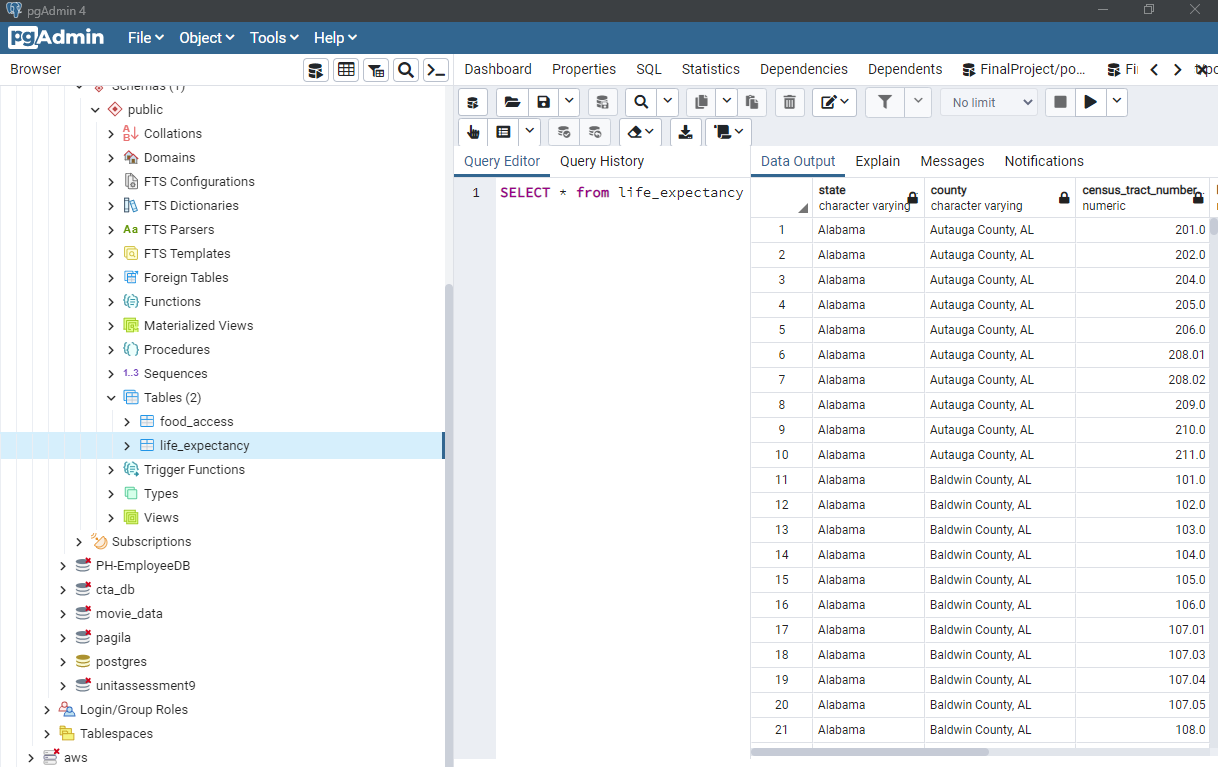 pgAdmin 4
pgAdmin File Object Tools Help
Browser
Dashboard Properties SQL Statistics Dependencies Dependents FinalProject/po...
No limit
Schemas (1)
public
Collations
Domains
FTS Configurations
FTS Dictionaries
Aa FTS Parsers
FTS Templates
Foreign Tables
Functions
Materialized Views
Procedures
1..3 Sequences
Tables (2)
food_access
life_expectancy
Trigger Functions
Types
Views
Subscriptions
PH-EmployeeDB
cta_db
movie_data
pagila
postgres
unitassessment9
Login/Group Roles
Tablespaces
aws
Query Editor Query History
1 SELECT * from life_expectancy
Data Output Explain Messages Notifications
state county census_tract_number
character varying character varying numeric
1 Alabama Autauga County, AL 201.0
2 Alabama Autauga County, AL 202.0
3 Alabama Autauga County, AL 204.0
4 Alabama Autauga County, AL 205.0
5 Alabama Autauga County, AL 206.0
6 Alabama Autauga County, AL 208.01
7 Alabama Autauga County, AL 208.02
8 Alabama Autauga County, AL 209.0
9 Alabama Autauga County, AL 210.0
10 Alabama Autauga County, AL 211.0
11 Alabama Baldwin County, AL 101.0
12 Alabama Baldwin County, AL 102.0
13 Alabama Baldwin County, AL 103.0
14 Alabama Baldwin County, AL 104.0
15 Alabama Baldwin County, AL 105.0
16 Alabama Baldwin County, AL 106.0
17 Alabama Baldwin County, AL 107.01
18 Alabama Baldwin County, AL 107.03
19 Alabama Baldwin County, AL 107.04
20 Alabama Baldwin County, AL 107.05
21 Alabama Baldwin County, AL 108.0